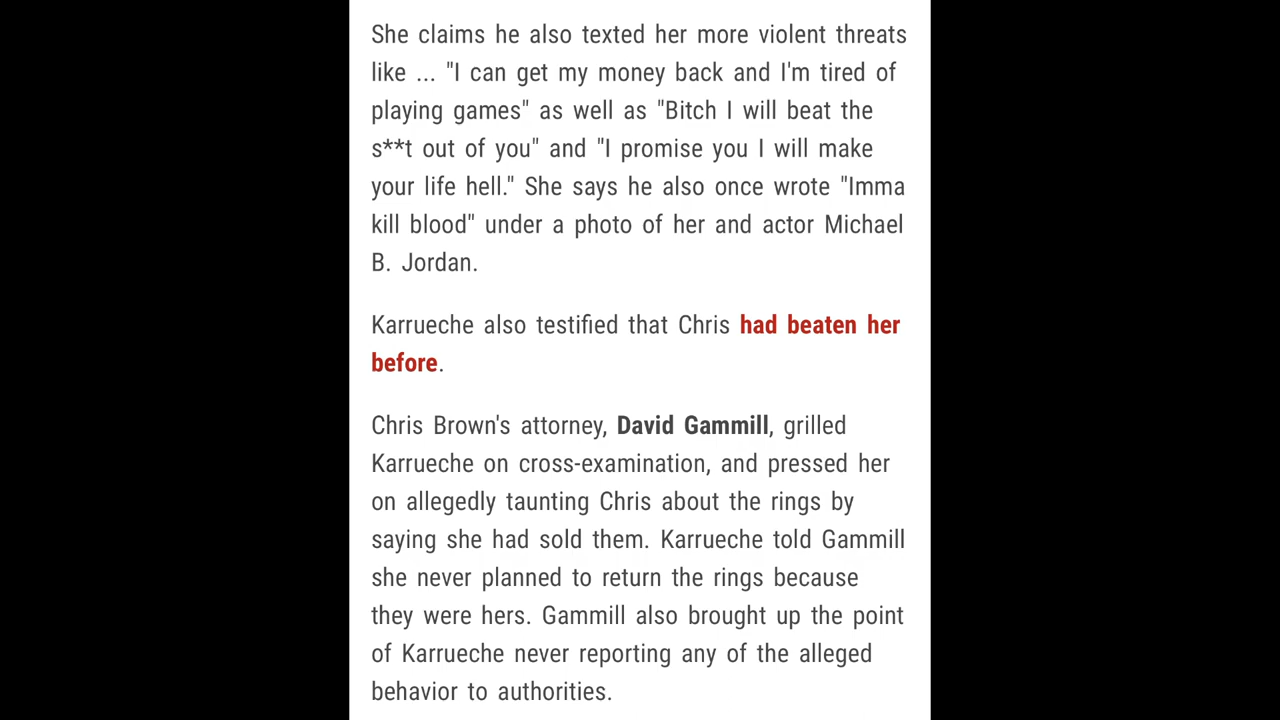 She claims he also texted her more violent threats
like ... "I can get my money back and I'm tired of
playing games" as well as "Bitch I will beat the
s**t out of you" and "I promise you I will make
your life hell." She says he also once wrote "Imma
kill blood" under a photo of her and actor Michael
B. Jordan.
Karrueche also testified that Chris had beaten her
before.
Chris Brown's attorney, David Gammill, grilled
Karrueche on cross-examination, and pressed her
on allegedly taunting Chris about the rings by
saying she had sold them. Karrueche told Gammill
she never planned to return the rings because
they were hers. Gammill also brought up the point
of Karrueche never reporting any of the alleged
behavior to authorities.